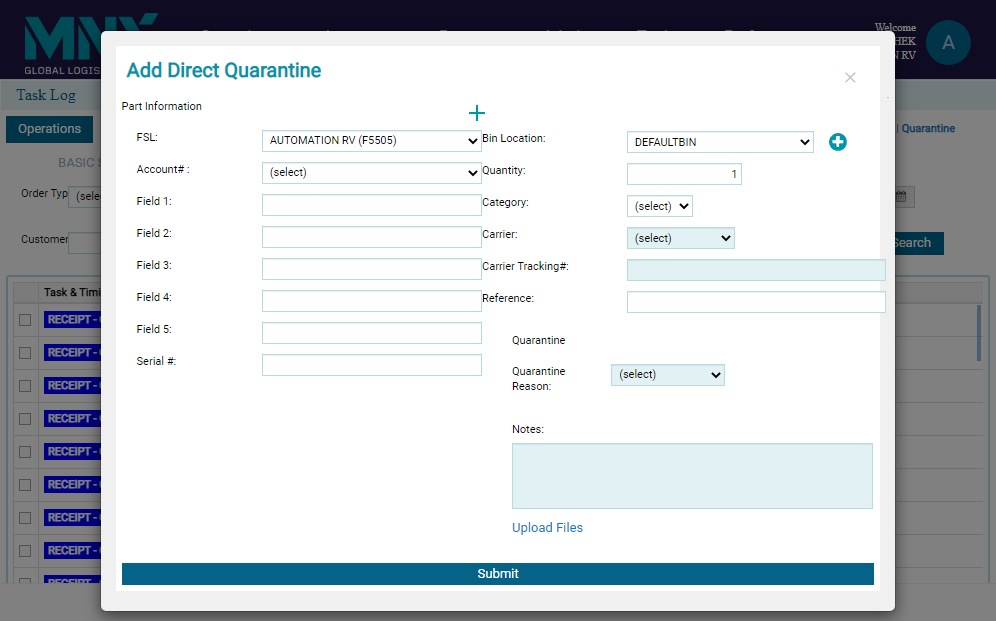 MNX
GLOBAL LOGIS
Welcome
HEK
N RV
A
Task Log
Operations
| Quarantine
BASIC S
Order Typ
(sele
Customer
Search
Task & Timi
RECEIPT -
RECEIPT -
RECEIPT -
RECEIPT -
RECEIPT -
RECEIPT -
RECEIPT -
RECEIPT -
Add Direct Quarantine
×
Part Information
FSL:
AUTOMATION RV (F5505)
Bin Location:
DEFAULTBIN
Account# :
(select)
Quantity:
1
Field 1:
Category:
(select)
Field 2:
Carrier:
(select)
Field 3:
Carrier Tracking#:
Field 4:
Reference:
Field 5:
Quarantine
Serial #:
Quarantine
Reason:
(select)
Notes:
Upload Files
Submit